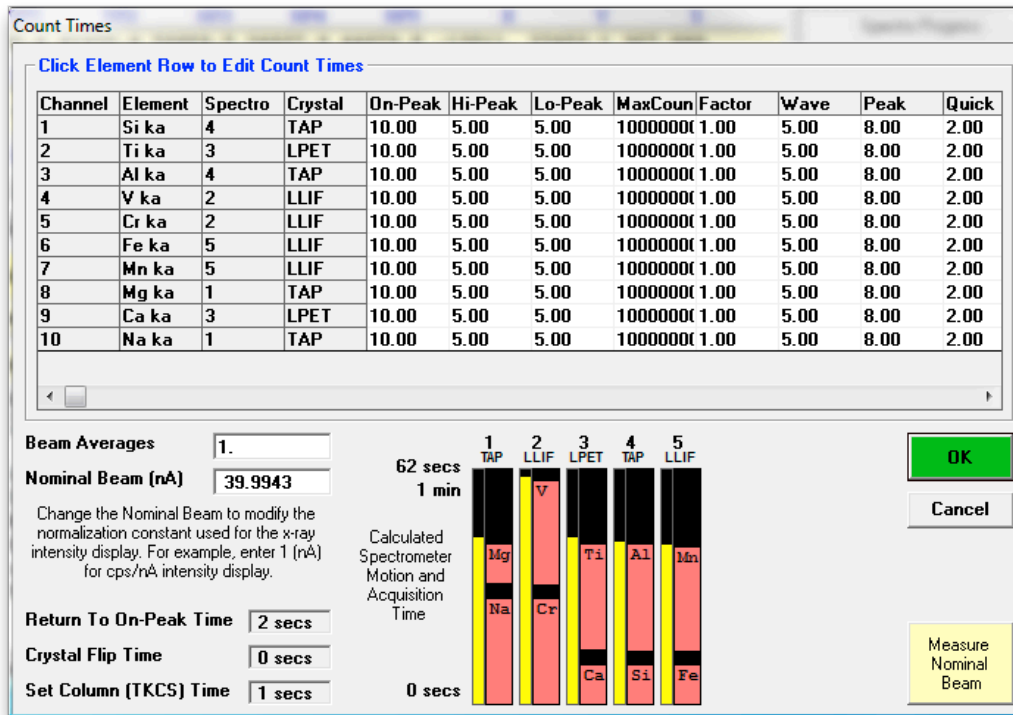 Count Times
Click Element Row to Edit Count Times
Channel Element Spectro Crystal On-Peak Hi-Peak Lo-Peak MaxCoun Factor Wave Peak Quick
1 Si ka 4 TAP 10.00 5.00 5.00 1000000( 1.00 5.00 8.00 2.00
2 Ti ka 3 LPET 10.00 5.00 5.00 1000000( 1.00 5.00 8.00 2.00
3 Al ka 4 TAP 10.00 5.00 5.00 1000000( 1.00 5.00 8.00 2.00
4 V ka 2 LLIF 10.00 5.00 5.00 1000000( 1.00 5.00 8.00 2.00
5 Cr ka 2 LLIF 10.00 5.00 5.00 1000000( 1.00 5.00 8.00 2.00
6 Fe ka 5 LLIF 10.00 5.00 5.00 1000000( 1.00 5.00 8.00 2.00
7 Mn ka 5 LLIF 10.00 5.00 5.00 1000000( 1.00 5.00 8.00 2.00
8 Mg ka 1 TAP 10.00 5.00 5.00 1000000( 1.00 5.00 8.00 2.00
9 Ca ka 3 LPET 10.00 5.00 5.00 1000000( 1.00 5.00 8.00 2.00
10 Na ka 1 TAP 10.00 5.00 5.00 1000000( 1.00 5.00 8.00 2.00
Beam Averages 1.
Nominal Beam (nA) 39.9943
Change the Nominal Beam to modify the
normalization constant used for the x-ray
intensity display. For example, enter 1 (nA)
for cps/nA intensity display.
Return To On-Peak Time 2 secs
Crystal Flip Time 0 secs
Set Column (TKCS) Time 1 secs
62 secs
1 min
Calculated
Spectrometer
Motion and
Acquisition
Time
0 secs
1 2 3 4 5
TAP LLIF LPET TAP LLIF
V
Mg Ti Al Mn
Na Cr
Ca Si Fe
OK
Cancel
Measure
Nominal
Beam